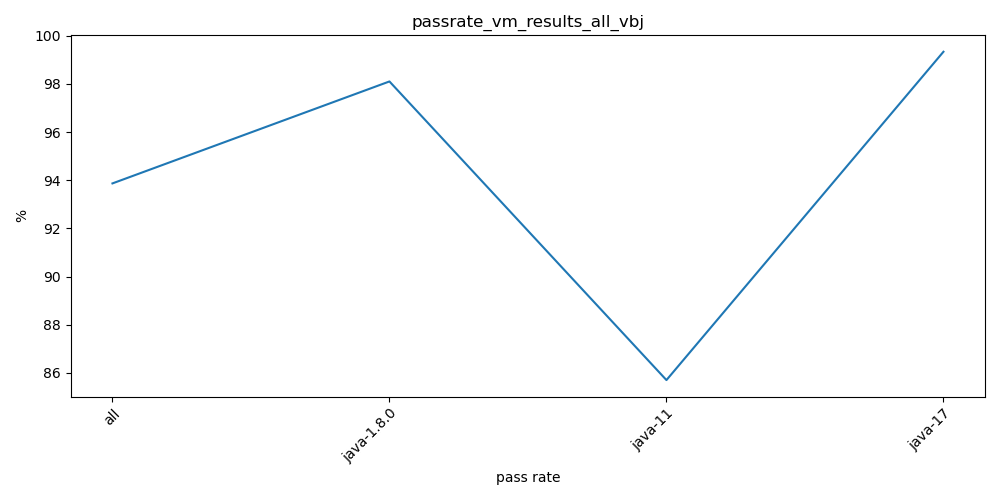 passrate_vm_results_all_vbj
100
98
96
94
92
90
88
86
%
all
java-1.8.0
java-11
java-17
pass rate